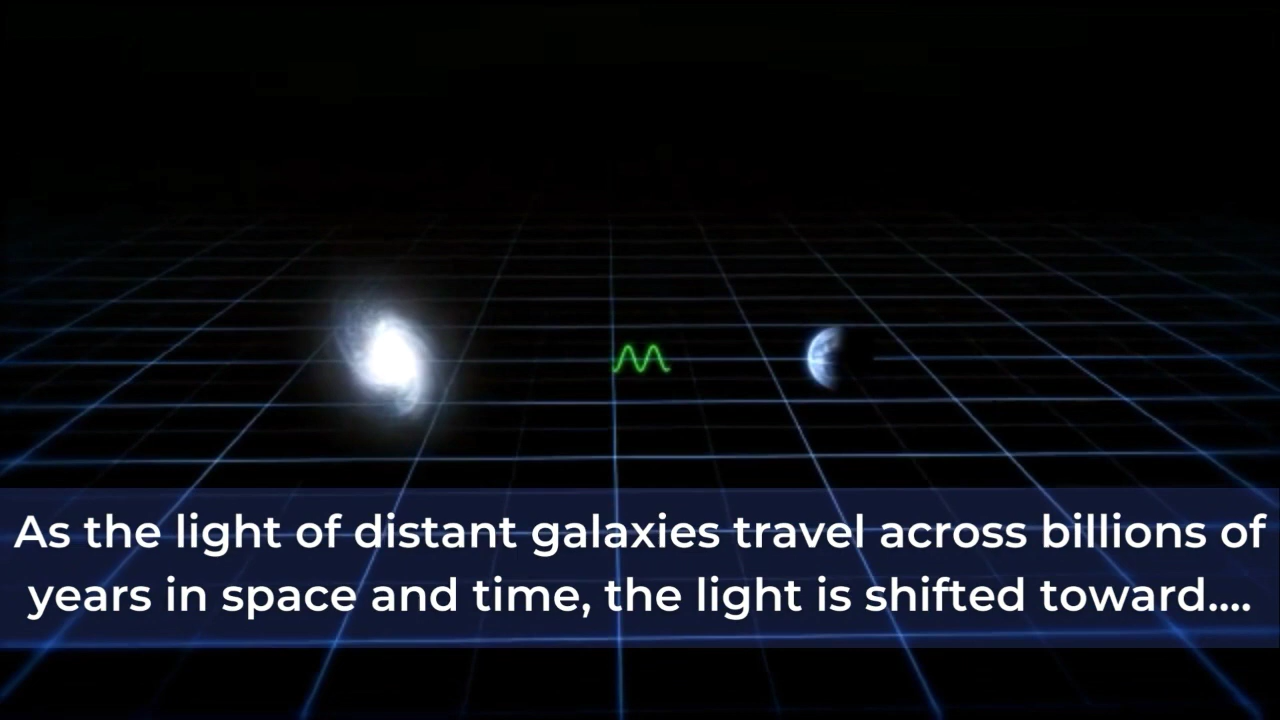 As the light of distant galaxies travel across billions of
years in space and time, the light is shifted toward....